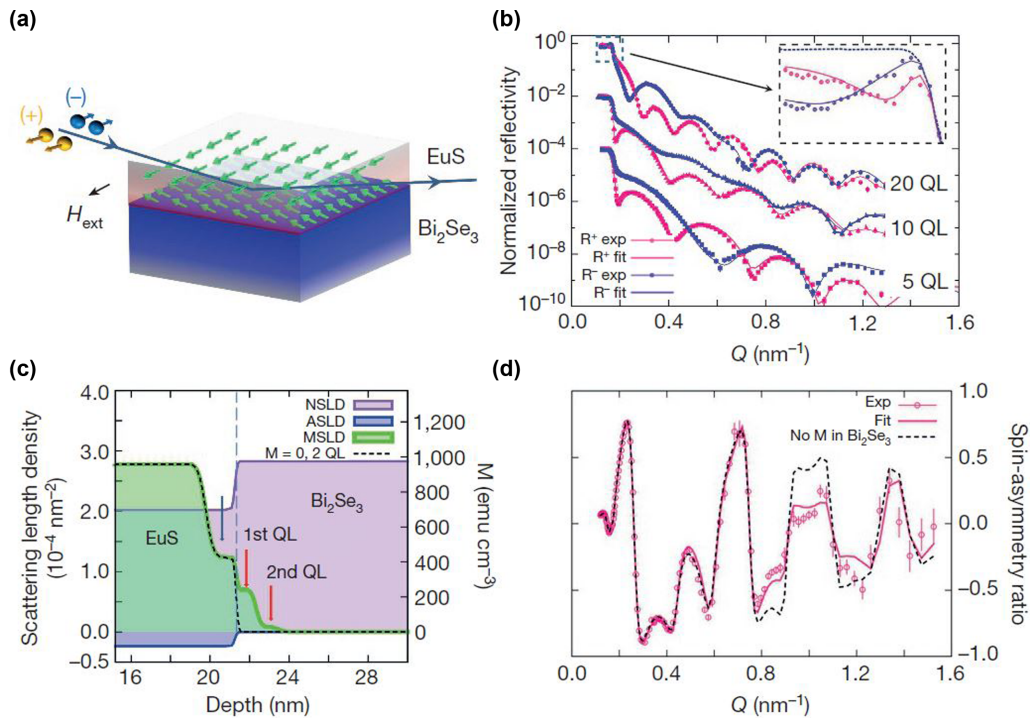 (a)
(+)
(−)
EuS
H_ext
Bi₂Se₃
(b)
Normalized reflectivity
10⁰
10⁻²
10⁻⁴
10⁻⁶
10⁻⁸
10⁻¹⁰
20 QL
10 QL
5 QL
R⁺ exp
R⁺ fit
R⁻ exp
R⁻ fit
0.0 0.4 0.8 1.2 1.6
Q (nm⁻¹)
(c)
Scattering length density
(10⁻⁴ nm⁻²)
4.0
3.0
2.0
1.0
0.0
−0.5
NSLD
ASLD
MSLD
M = 0, 2 QL
Bi₂Se₃
EuS
1st QL
2nd QL
1,200
1,000
800
600
400
200
0
M (emu cm⁻³)
16 20 24 28
Depth (nm)
(d)
Exp
Fit
No M in Bi₂Se₃
1.0
0.5
0.0
−0.5
−1.0
Spin-asymmetry ratio
0.0 0.4 0.8 1.2 1.6
Q (nm⁻¹)